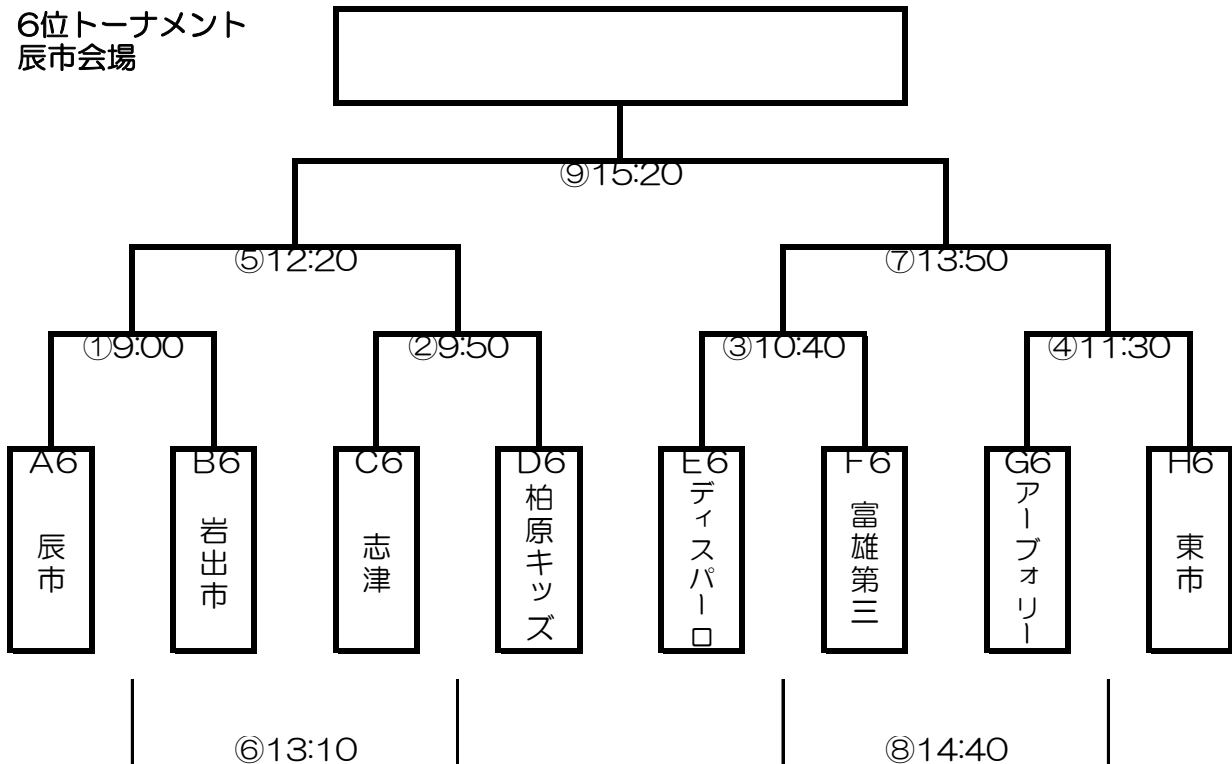 6位トーナメント
辰市会場
⑨15:20
⑤12:20
⑦13:50
①9:00
②9:50
③10:40
④11:30
A6
辰市
B6
岩出市
C6
志津
D6
柏原キッズ
E6
ディスパーロ
F6
富雄第三
G6
アーブォリー
H6
東市
⑥13:10
⑧14:40